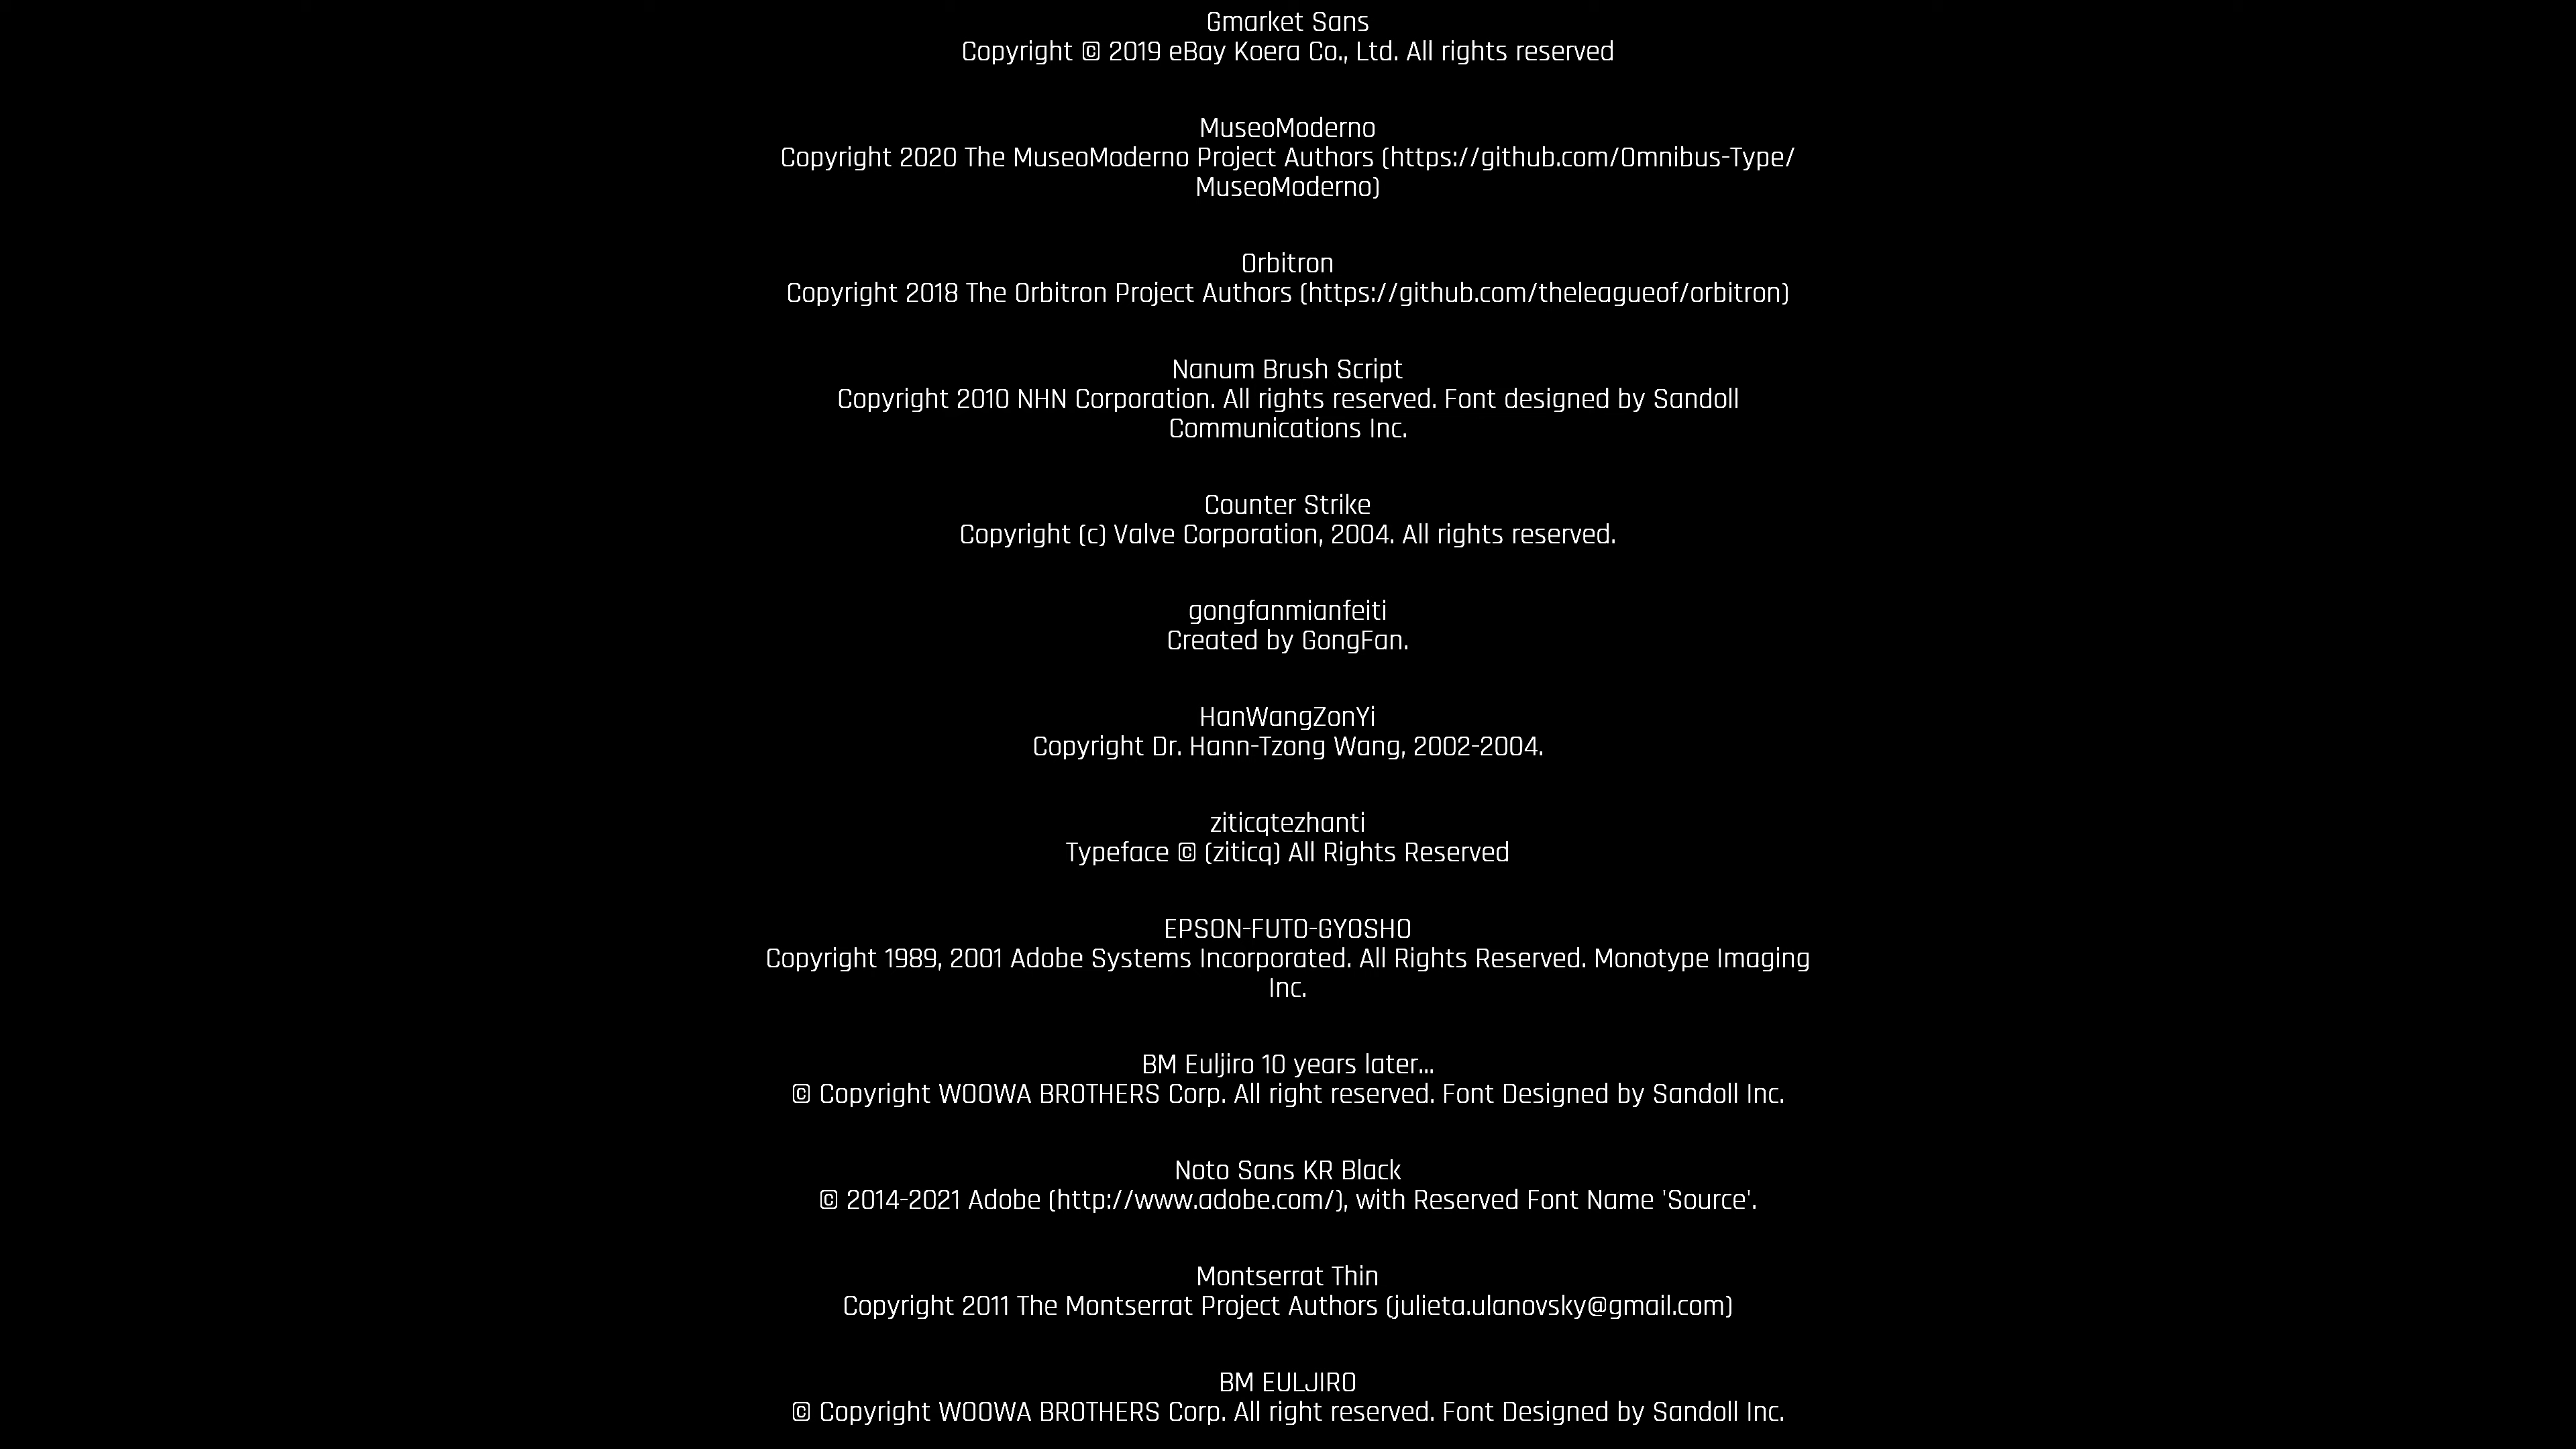 Gmarket Sans
Copyright © 2019 eBay Koera Co., Ltd. All rights reserved
MuseoModerno
Copyright 2020 The MuseoModerno Project Authors (https://github.com/Omnibus-Type/
MuseoModerno)
Orbitron
Copyright 2018 The Orbitron Project Authors (https://github.com/theleagueof/orbitron)
Nanum Brush Script
Copyright 2010 NHN Corporation. All rights reserved. Font designed by Sandoll
Communications Inc.
Counter Strike
Copyright (c) Valve Corporation, 2004. All rights reserved.
gongfanmianfeiti
Created by GongFan.
HanWangZonYi
Copyright Dr. Hann-Tzong Wang, 2002-2004.
ziticqtezhanti
Typeface © (ziticq) All Rights Reserved
EPSON-FUTO-GYOSHO
Copyright 1989, 2001 Adobe Systems Incorporated. All Rights Reserved. Monotype Imaging
Inc.
BM Euljiro 10 years later...
© Copyright WOOWA BROTHERS Corp. All right reserved. Font Designed by Sandoll Inc.
Noto Sans KR Black
© 2014-2021 Adobe (http://www.adobe.com/), with Reserved Font Name 'Source'.
Montserrat Thin
Copyright 2011 The Montserrat Project Authors (julieta.ulanovsky@gmail.com)
BM EULJIRO
© Copyright WOOWA BROTHERS Corp. All right reserved. Font Designed by Sandoll Inc.